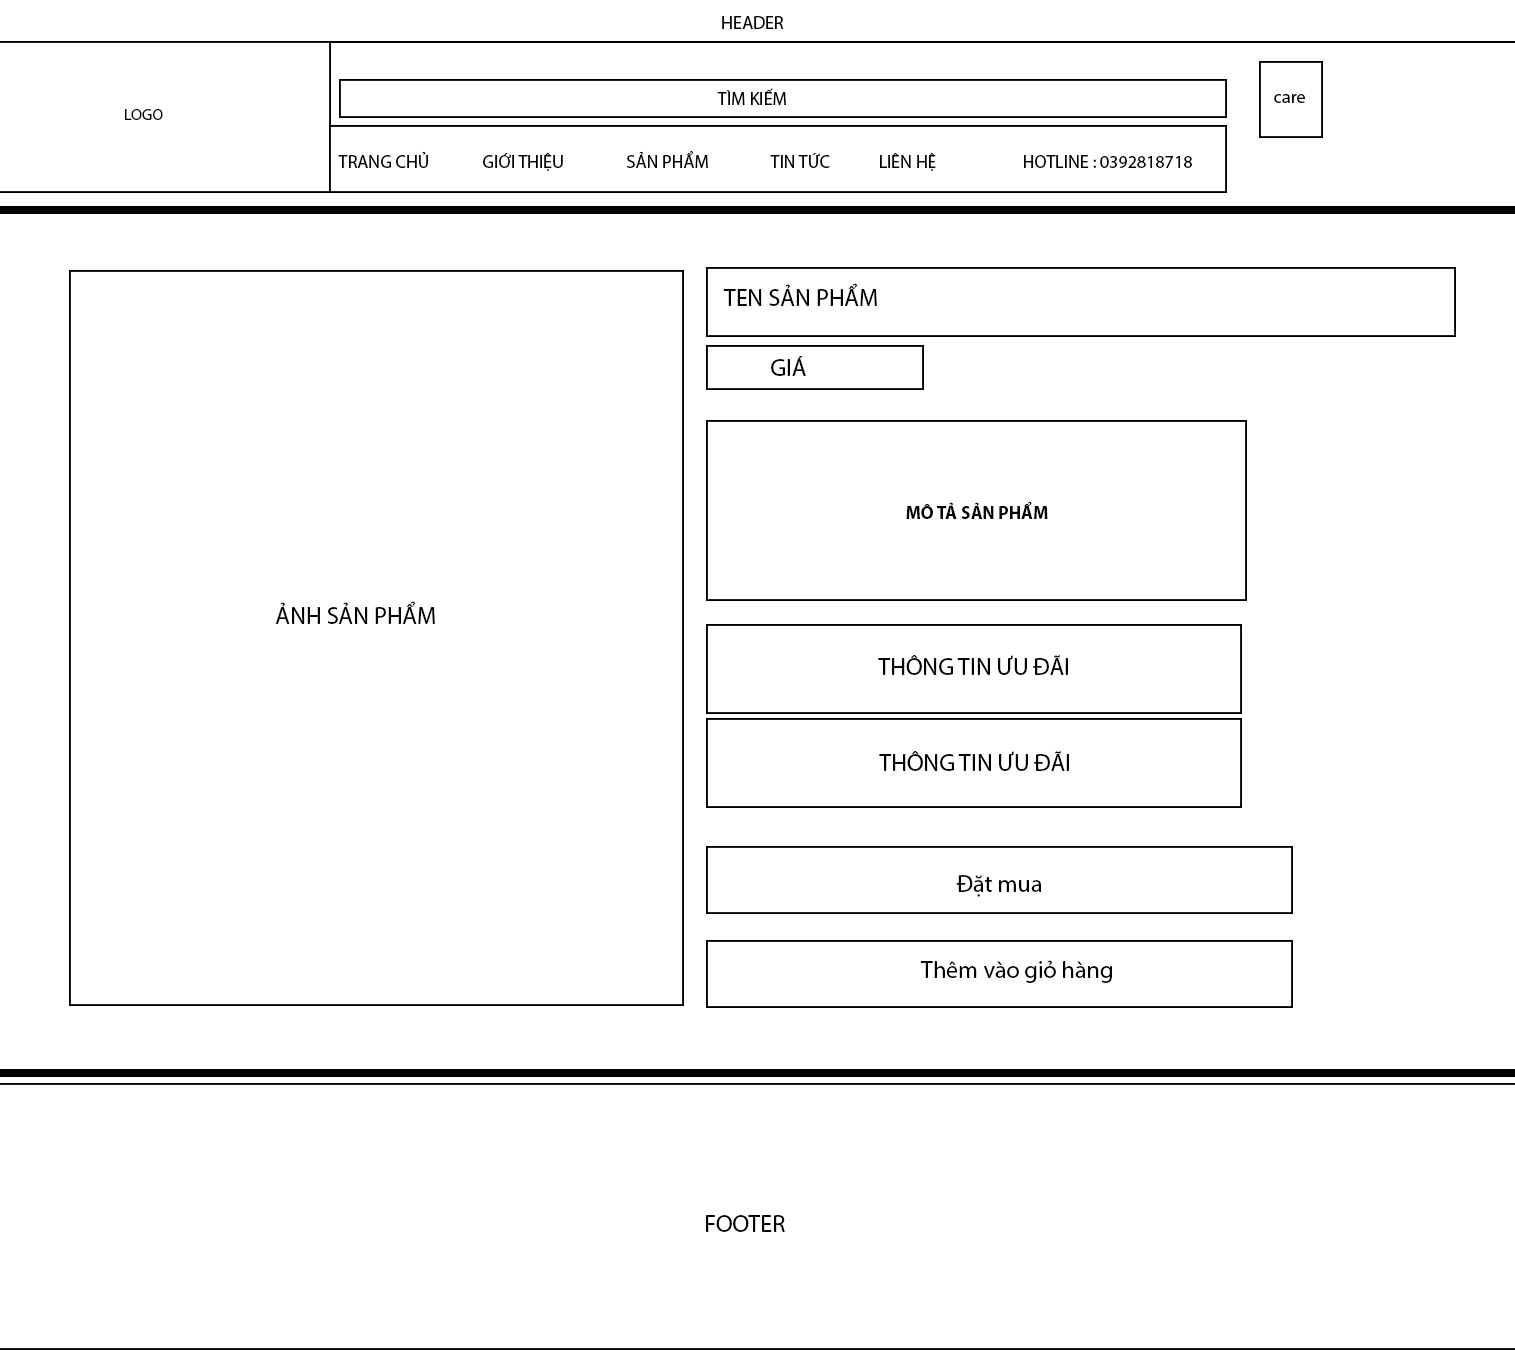 HEADER
LOGO
TÌM KIẾM
care
TRANG CHỦ GIỚI THIỆU SẢN PHẨM TIN TỨC LIÊN HỆ HOTLINE : 0392818718
TEN SẢN PHẨM
GIÁ
MÔ TẢ SẢN PHẨM
ẢNH SẢN PHẨM
THÔNG TIN ƯU ĐÃI
THÔNG TIN ƯU ĐÃI
Đặt mua
Thêm vào giỏ hàng
FOOTER